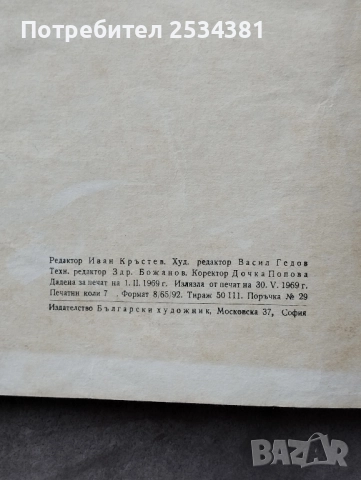 Потребител 2534381
Редактор Иван Кръстев. Худ. редактор Васил Гедов
Техн. редактор Здр. Божанов. Коректор Дочка Попова
Дадена за печат на 1. II. 1969 г. Излязла от печат на 30. V. 1969 г.
Печатни коли 7 Формат 8/65/92. Тираж 50 111. Поръчка № 29
Издателство Български художник, Московска 37, София
BAZAR